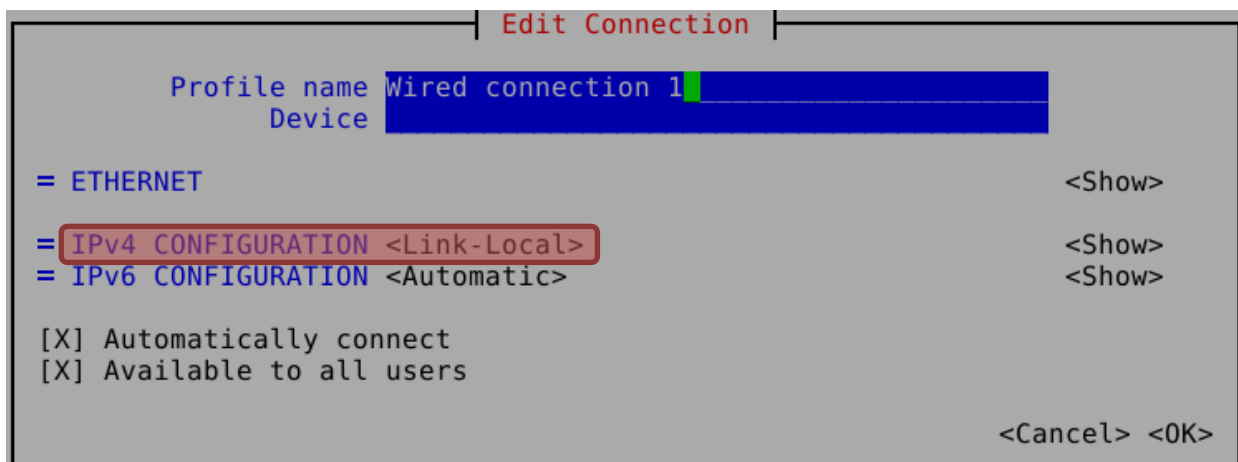 Edit Connection
Profile name Wired connection 1
Device
= ETHERNET <Show>
= IPv4 CONFIGURATION <Link-Local> <Show>
= IPv6 CONFIGURATION <Automatic> <Show>
[X] Automatically connect
[X] Available to all users
<Cancel> <OK>